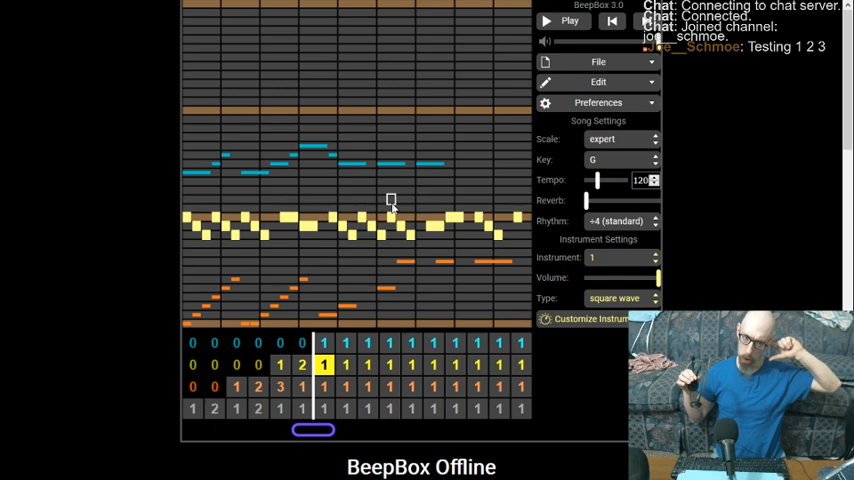 BeepBox 3.0
Chat: Connecting to chat server.
Chat: Connected.
Chat: Joined channel:
joe__schmoe.
Joe__Schmoe: Testing 1 2 3
Play
File
Edit
Preferences
Song Settings
Scale: expert
Key: G
Tempo: 120
Reverb:
Rhythm: +4 (standard)
Instrument Settings
Instrument: 1
Volume:
Type: square wave
Customize Instrum
0 0 0 0 0 0 1 1 1 1 1 1 1 1 1 1
0 0 0 0 1 2 1 1 1 1 1 1 1 1 1 1
0 0 1 2 3 1 1 1 1 1 1 1 1 1 1 1
1 2 1 2 1 1 1 1 1 1 1 1 1 1 1 1
BeepBox Offline